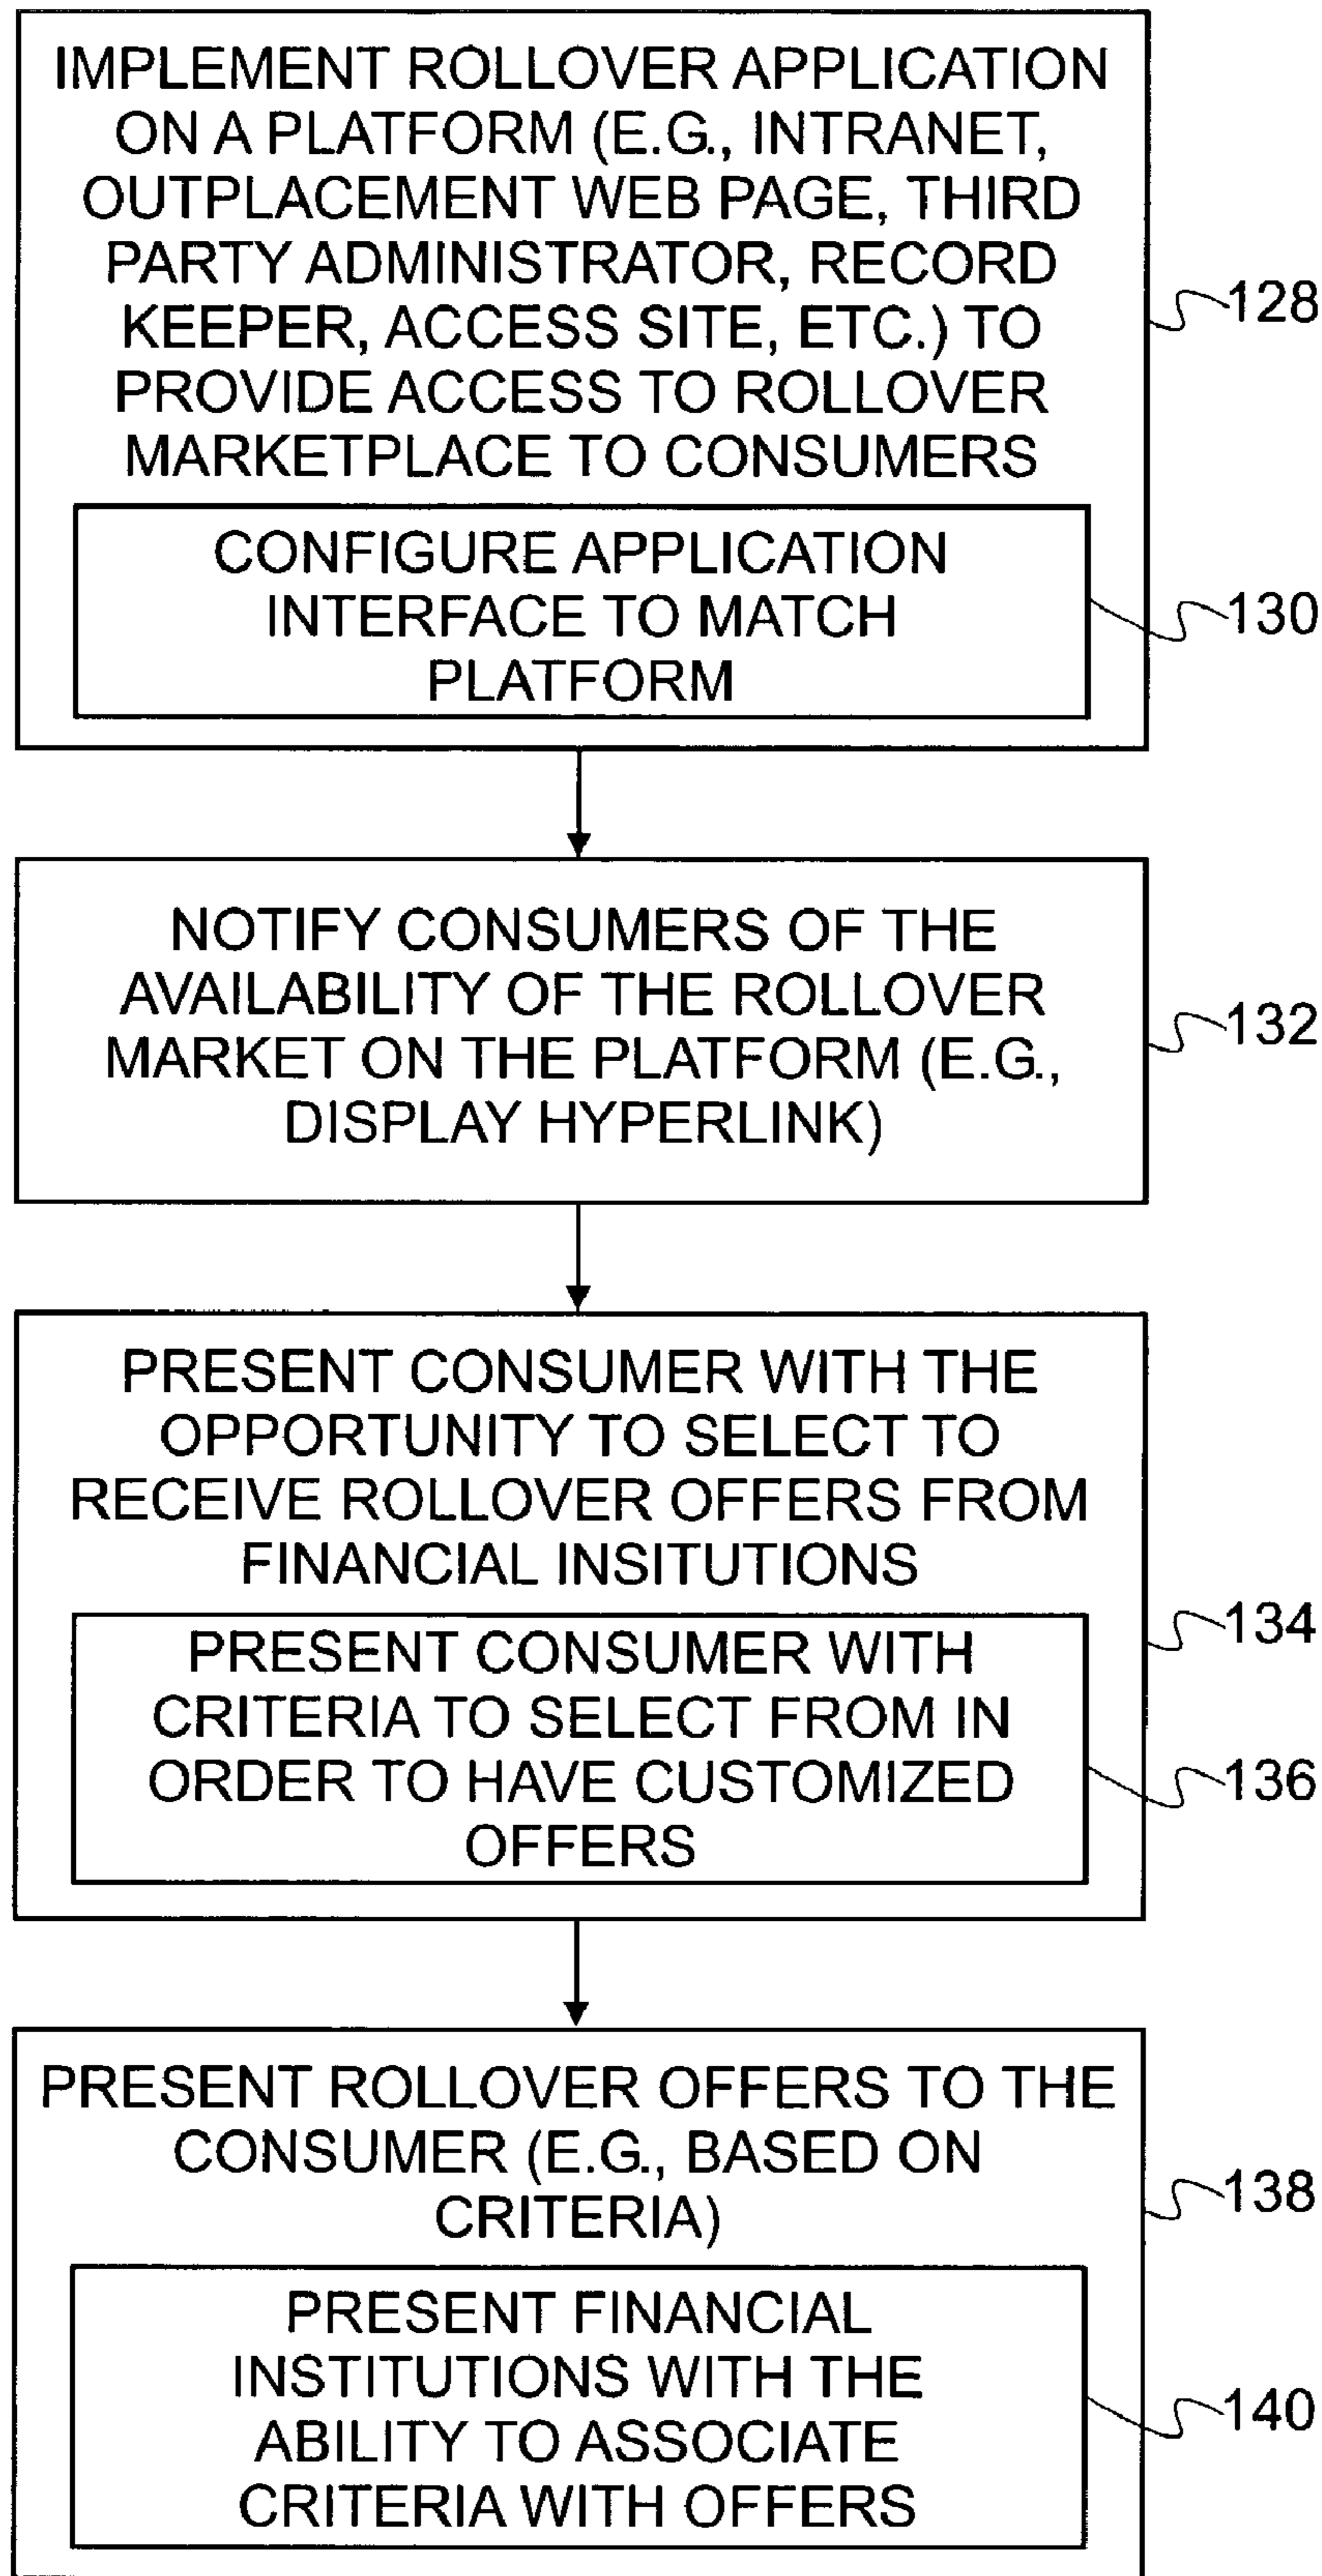 IMPLEMENT ROLLOVER APPLICATION
ON A PLATFORM (E.G., INTRANET,
OUTPLACEMENT WEB PAGE, THIRD
PARTY ADMINISTRATOR, RECORD
KEEPER, ACCESS SITE, ETC.) TO
PROVIDE ACCESS TO ROLLOVER
MARKETPLACE TO CONSUMERS
128
CONFIGURE APPLICATION
INTERFACE TO MATCH
PLATFORM
130
NOTIFY CONSUMERS OF THE
AVAILABILITY OF THE ROLLOVER
MARKET ON THE PLATFORM (E.G.,
DISPLAY HYPERLINK)
132
PRESENT CONSUMER WITH THE
OPPORTUNITY TO SELECT TO
RECEIVE ROLLOVER OFFERS FROM
FINANCIAL INSITUTIONS
134
PRESENT CONSUMER WITH
CRITERIA TO SELECT FROM IN
ORDER TO HAVE CUSTOMIZED
OFFERS
136
PRESENT ROLLOVER OFFERS TO THE
CONSUMER (E.G., BASED ON
CRITERIA)
138
PRESENT FINANCIAL
INSTITUTIONS WITH THE
ABILITY TO ASSOCIATE
CRITERIA WITH OFFERS
140